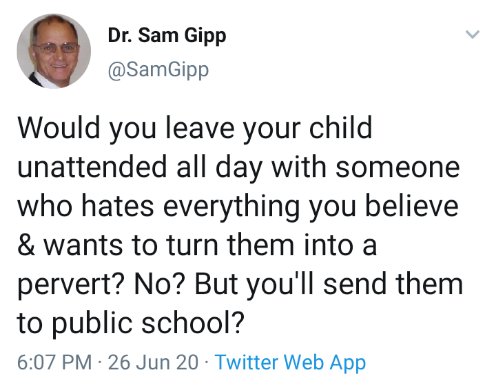 Dr. Sam Gipp
@SamGipp
Would you leave your child
unattended all day with someone
who hates everything you believe
& wants to turn them into a
pervert? No? But you'll send them
to public school?
6:07 PM · 26 Jun 20 · Twitter Web App